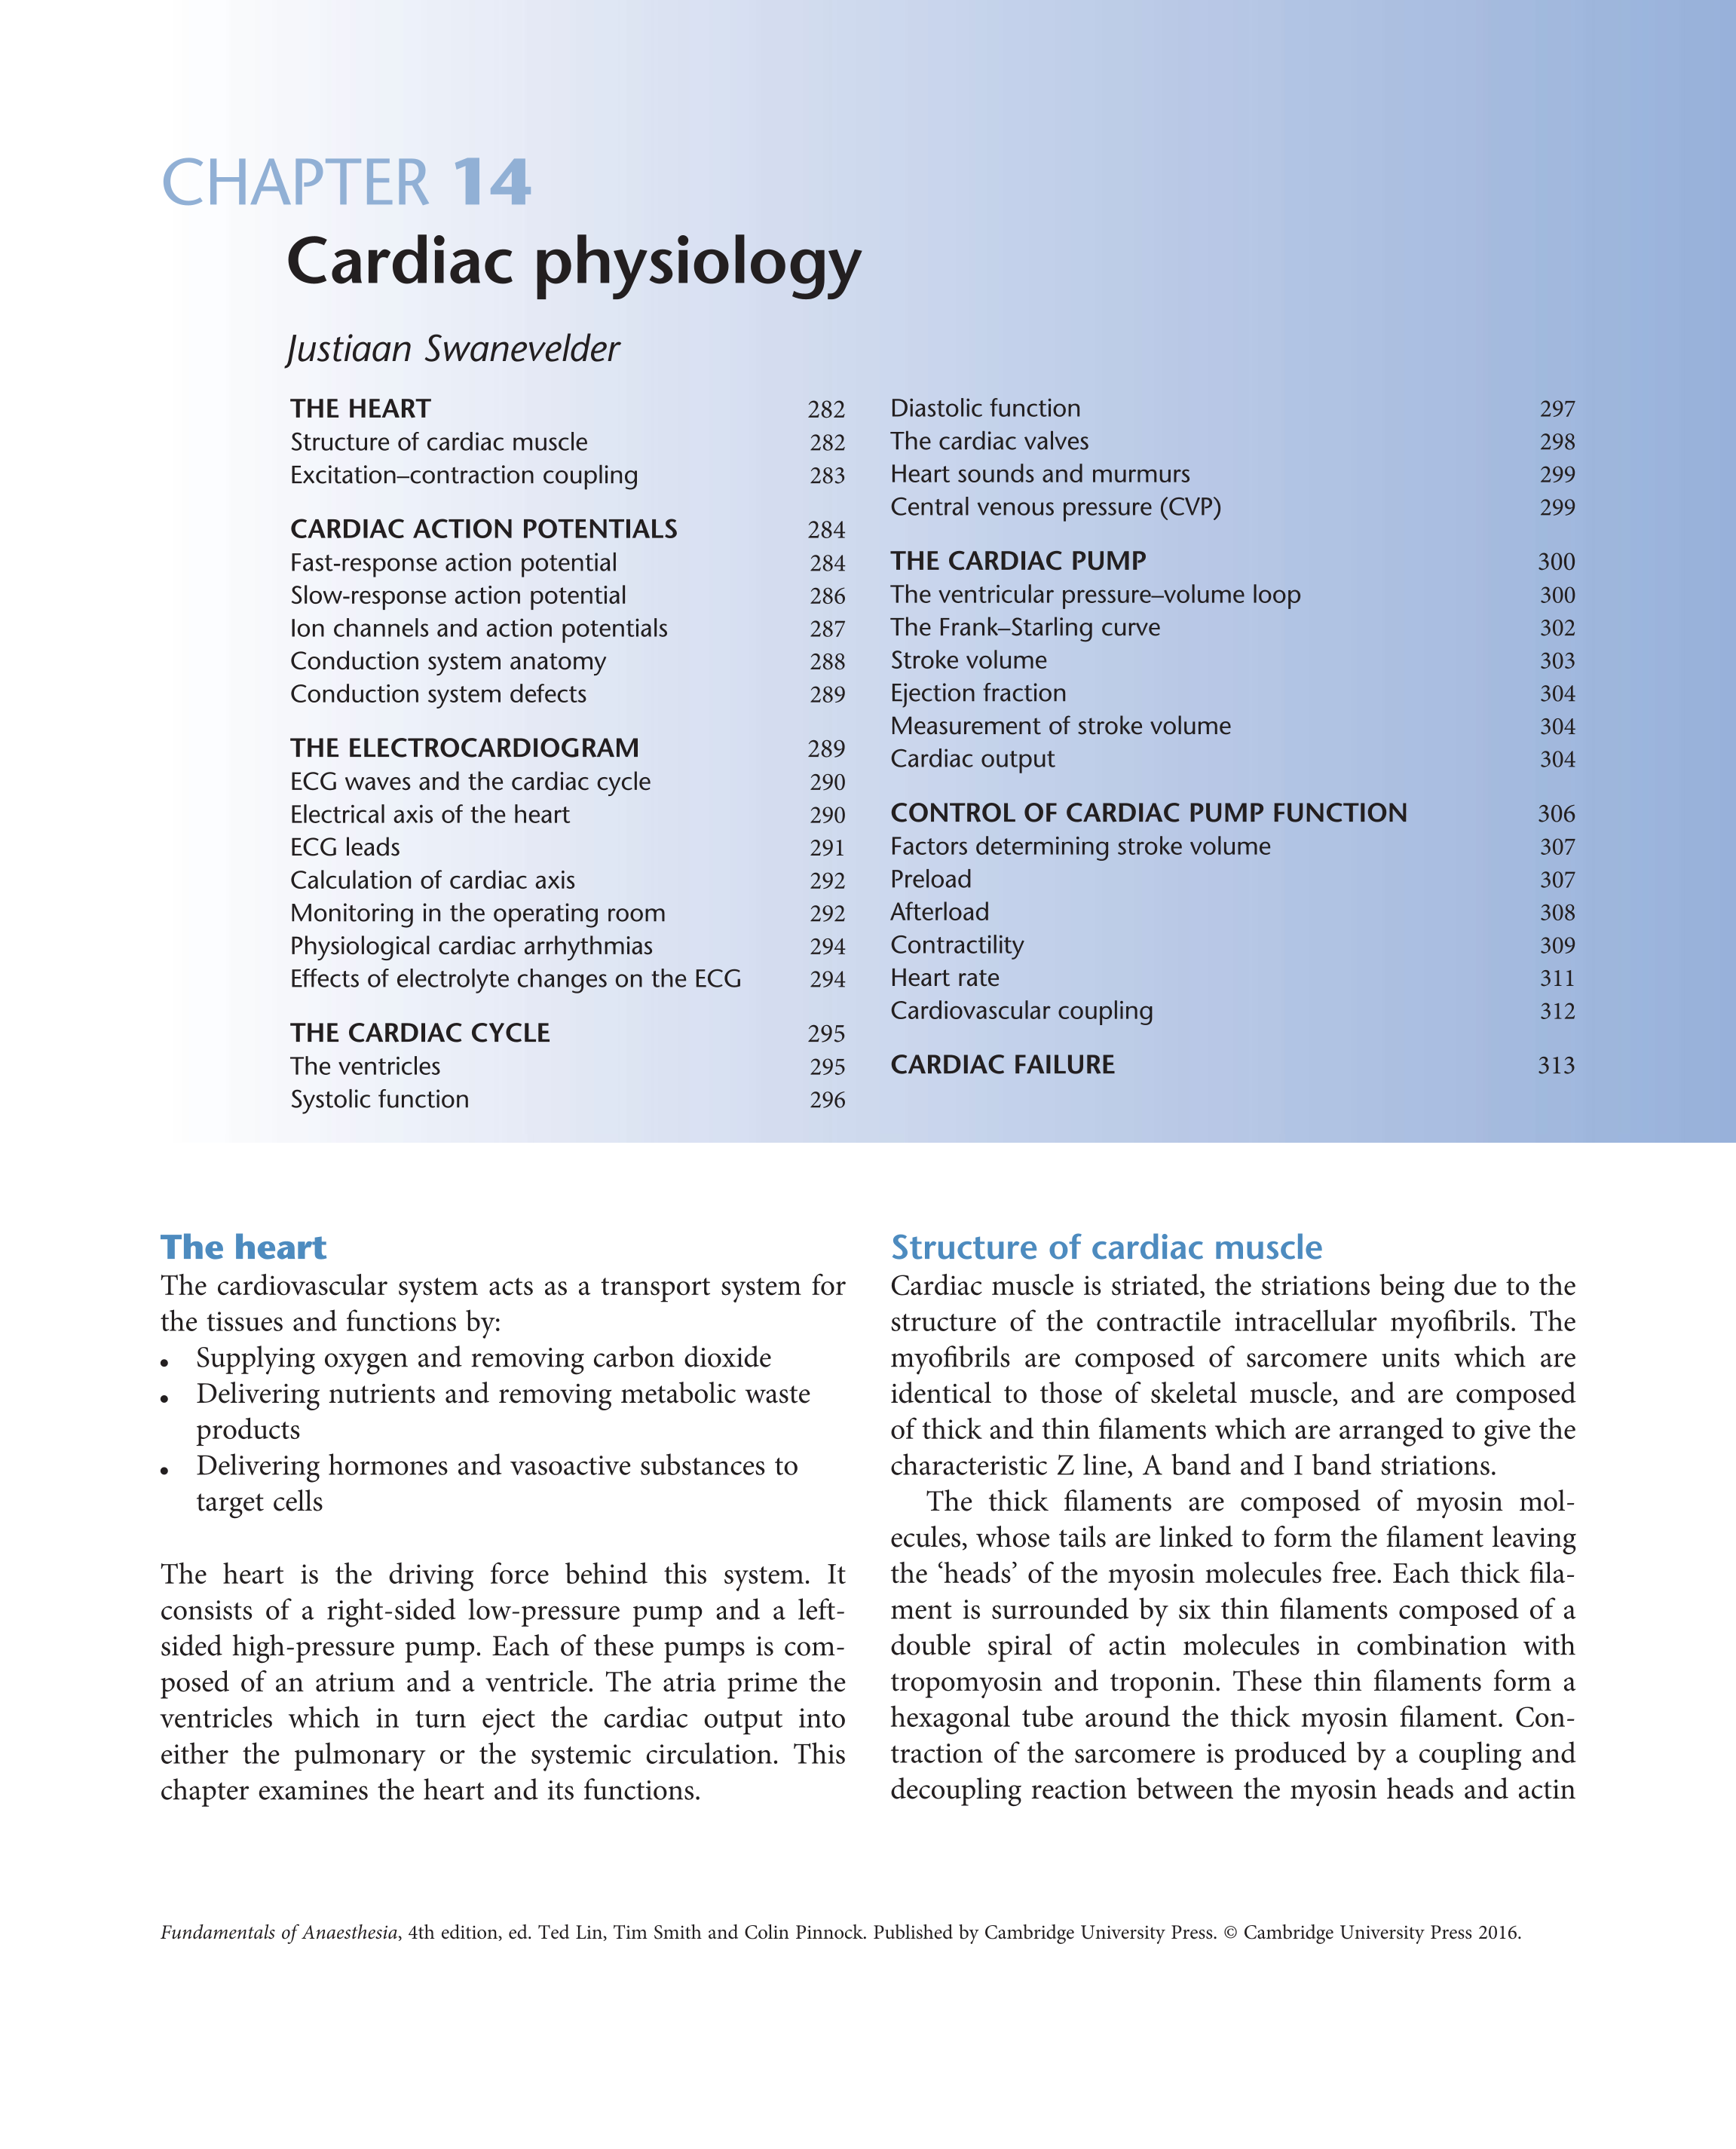 CHAPTER 14
Cardiac physiology
Justiaan Swanevelder
THE HEART 282
Structure of cardiac muscle 282
Excitation–contraction coupling 283
CARDIAC ACTION POTENTIALS 284
Fast-response action potential 284
Slow-response action potential 286
Ion channels and action potentials 287
Conduction system anatomy 288
Conduction system defects 289
THE ELECTROCARDIOGRAM 289
ECG waves and the cardiac cycle 290
Electrical axis of the heart 290
ECG leads 291
Calculation of cardiac axis 292
Monitoring in the operating room 292
Physiological cardiac arrhythmias 294
Effects of electrolyte changes on the ECG 294
THE CARDIAC CYCLE 295
The ventricles 295
Systolic function 296
Diastolic function 297
The cardiac valves 298
Heart sounds and murmurs 299
Central venous pressure (CVP) 299
THE CARDIAC PUMP 300
The ventricular pressure–volume loop 300
The Frank–Starling curve 302
Stroke volume 303
Ejection fraction 304
Measurement of stroke volume 304
Cardiac output 304
CONTROL OF CARDIAC PUMP FUNCTION 306
Factors determining stroke volume 307
Preload 307
Afterload 308
Contractility 309
Heart rate 311
Cardiovascular coupling 312
CARDIAC FAILURE 313
The heart
The cardiovascular system acts as a transport system for
the tissues and functions by:
• Supplying oxygen and removing carbon dioxide
• Delivering nutrients and removing metabolic waste
products
• Delivering hormones and vasoactive substances to
target cells
The heart is the driving force behind this system. It
consists of a right-sided low-pressure pump and a left-
sided high-pressure pump. Each of these pumps is com-
posed of an atrium and a ventricle. The atria prime the
ventricles which in turn eject the cardiac output into
either the pulmonary or the systemic circulation. This
chapter examines the heart and its functions.
Structure of cardiac muscle
Cardiac muscle is striated, the striations being due to the
structure of the contractile intracellular myofibrils. The
myofibrils are composed of sarcomere units which are
identical to those of skeletal muscle, and are composed
of thick and thin filaments which are arranged to give the
characteristic Z line, A band and I band striations.
The thick filaments are composed of myosin mol-
ecules, whose tails are linked to form the filament leaving
the ‘heads’ of the myosin molecules free. Each thick fila-
ment is surrounded by six thin filaments composed of a
double spiral of actin molecules in combination with
tropomyosin and troponin. These thin filaments form a
hexagonal tube around the thick myosin filament. Con-
traction of the sarcomere is produced by a coupling and
decoupling reaction between the myosin heads and actin
Fundamentals of Anaesthesia, 4th edition, ed. Ted Lin, Tim Smith and Colin Pinnock. Published by Cambridge University Press. © Cambridge University Press 2016.